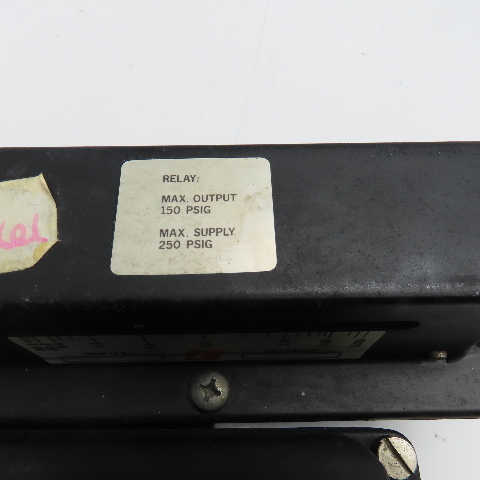 RELAY:
MAX. OUTPUT
150 PSIG
MAX. SUPPLY
250 PSIG